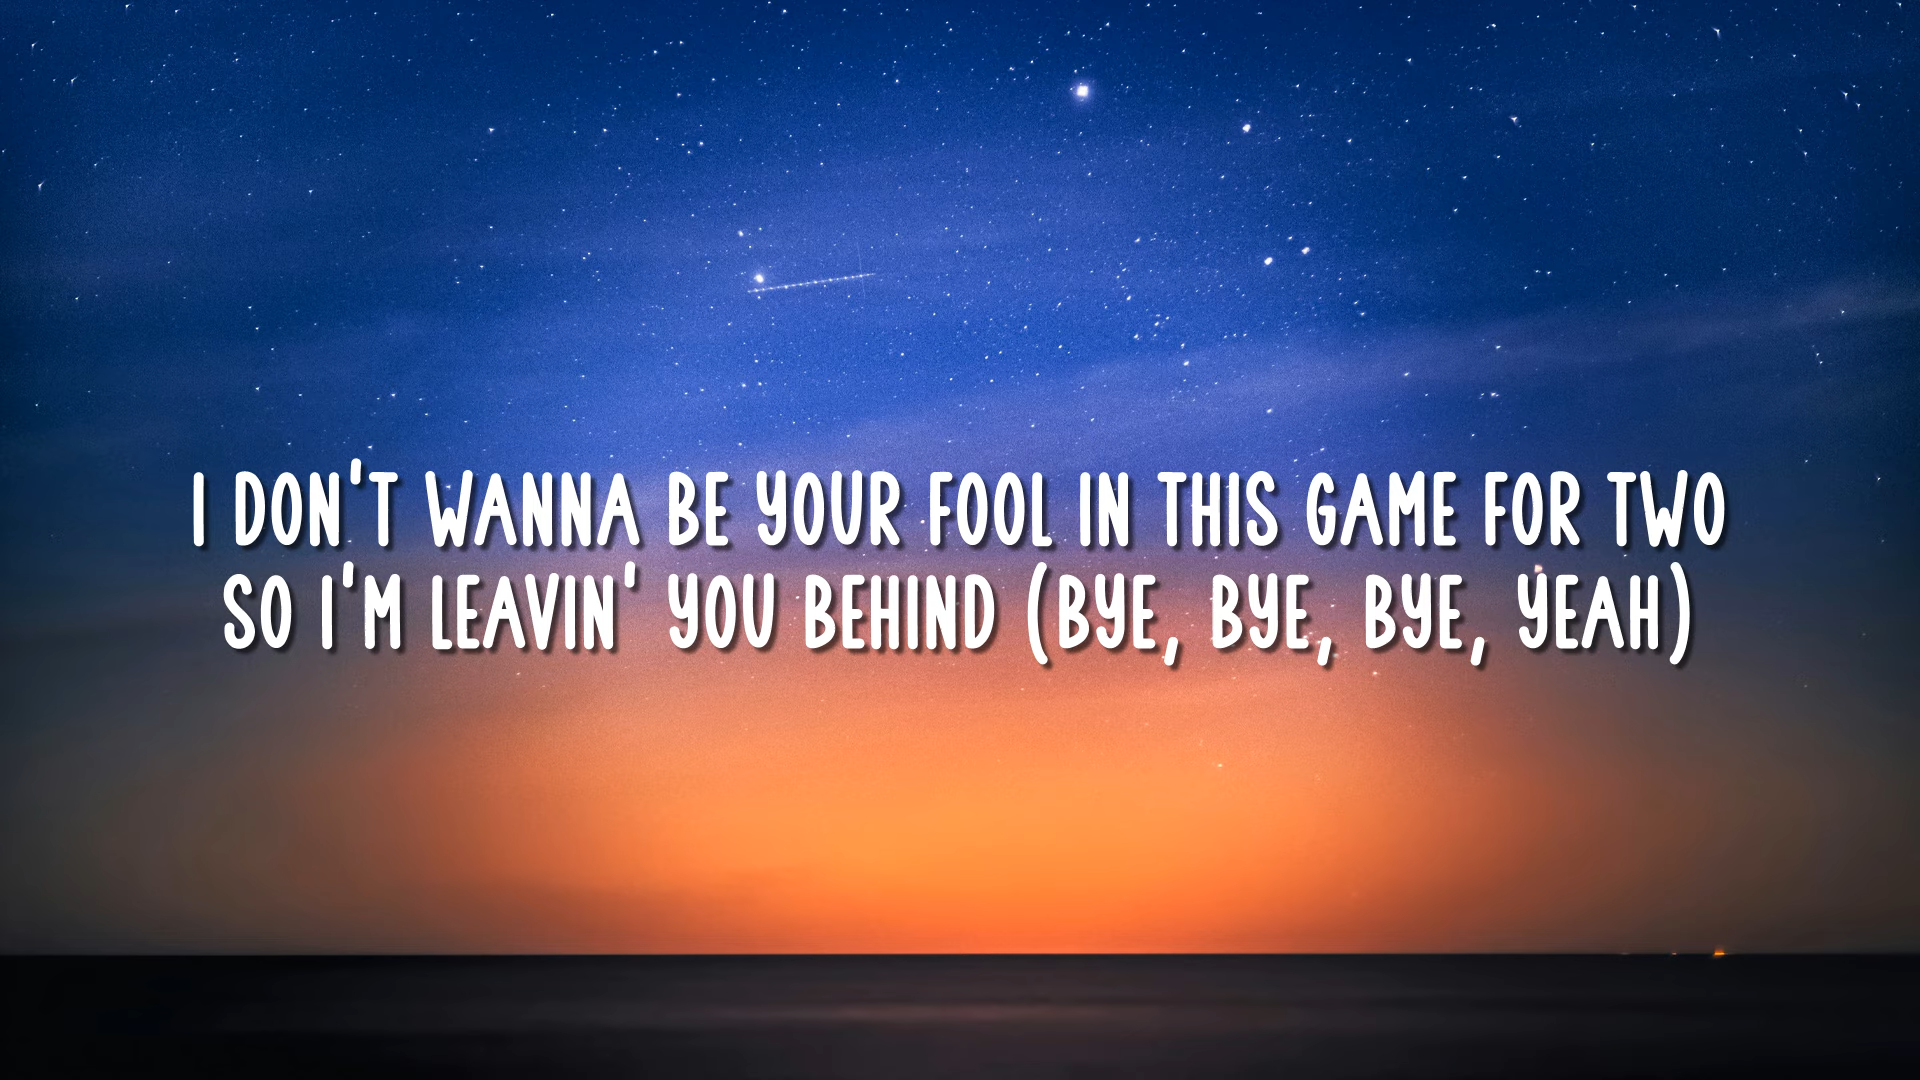 I DON'T WANNA BE YOUR FOOL IN THIS GAME FOR TWO
SO I'M LEAVIN' YOU BEHIND (BYE, BYE, BYE, YEAH)